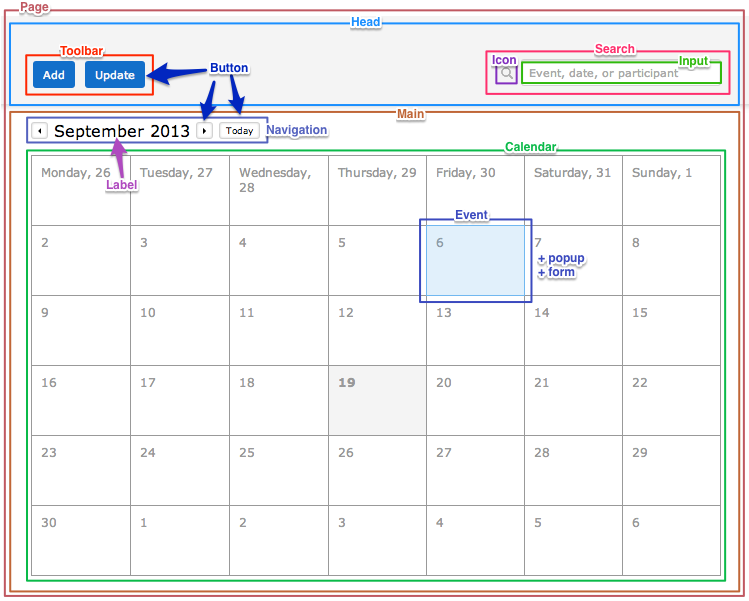 Page
Head
Toolbar
Add
Update
Button
Icon
Search
Input
Event, date, or participant
Main
September 2013
Today
Navigation
Label
Calendar
Monday, 26
Tuesday, 27
Wednesday,
28
Thursday, 29
Friday, 30
Saturday, 31
Sunday, 1
Event
2
3
4
5
6
7
+ popup
+ form
8
9
10
11
12
13
14
15
16
17
18
19
20
21
22
23
24
25
26
27
28
29
30
1
2
3
4
5
6